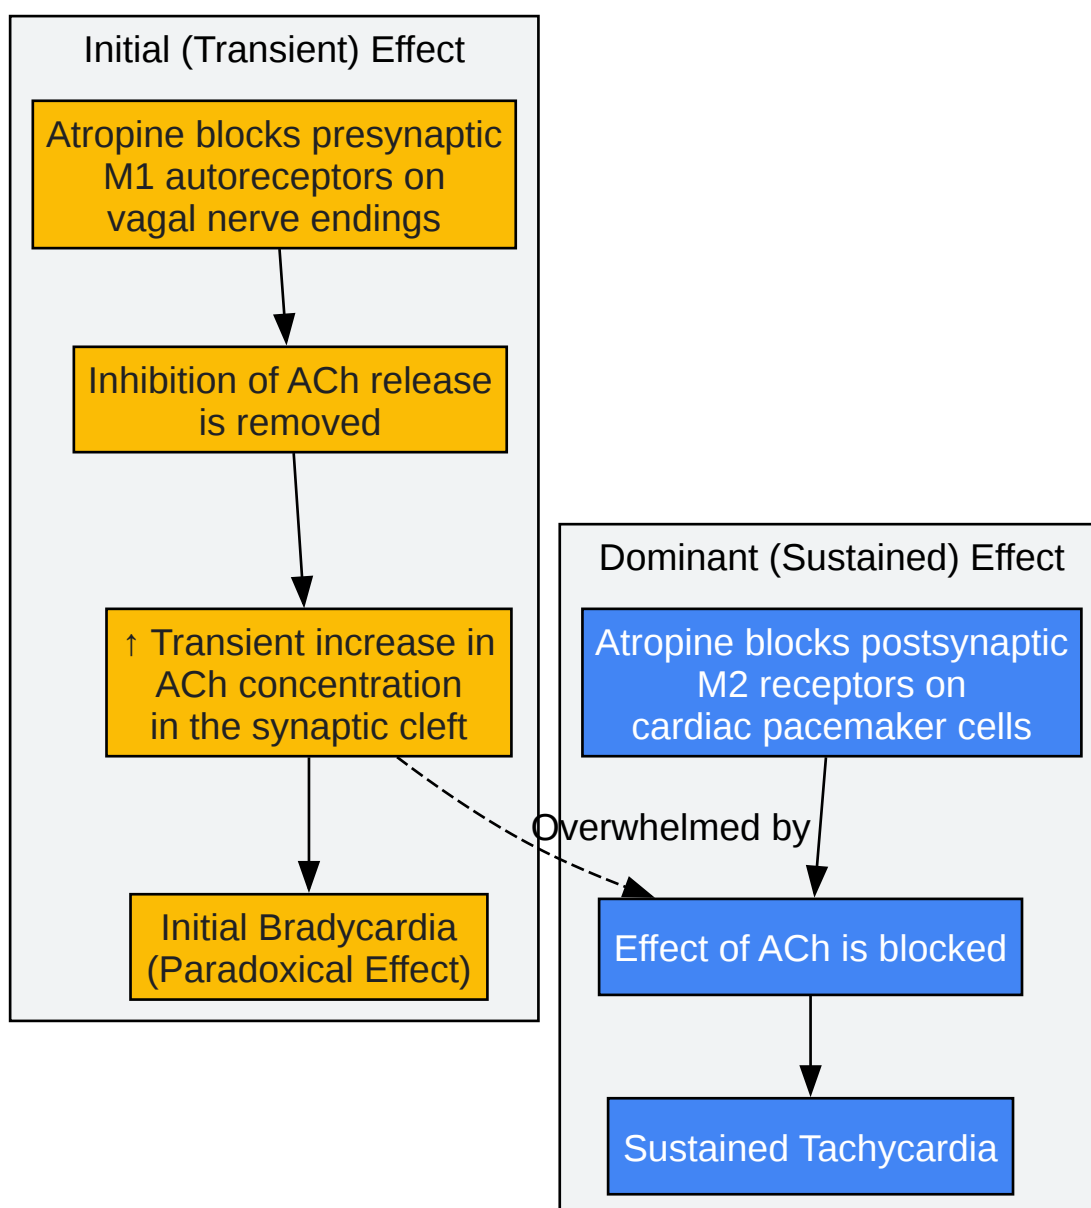 Initial (Transient) Effect
Atropine blocks presynaptic
M1 autoreceptors on
vagal nerve endings
Inhibition of ACh release
is removed
↑ Transient increase in
ACh concentration
in the synaptic cleft
Initial Bradycardia
(Paradoxical Effect)
Overwhelmed by
Dominant (Sustained) Effect
Atropine blocks postsynaptic
M2 receptors on
cardiac pacemaker cells
Effect of ACh is blocked
Sustained Tachycardia